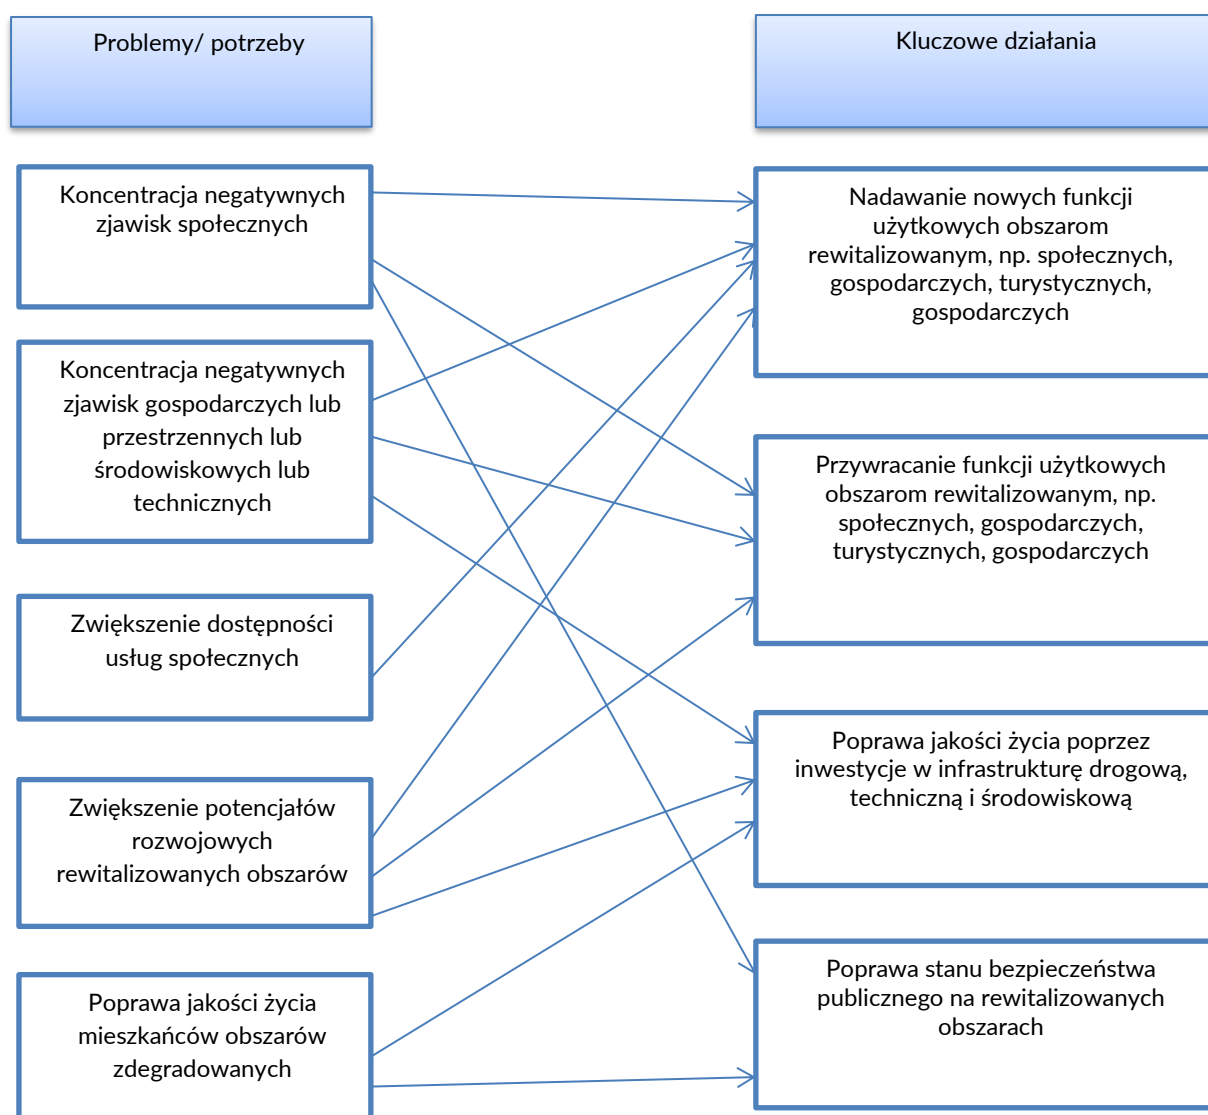 Problemy/ potrzeby
Kluczowe działania
Koncentracja negatywnych
zjawisk społecznych
Koncentracja negatywnych
zjawisk gospodarczych lub
przestrzennych lub
środowiskowych lub
technicznych
Zwiększenie dostępności
usług społecznych
Zwiększenie potencjałów
rozwojowych
rewitalizowanych obszarów
Poprawa jakości życia
mieszkańców obszarów
zdegradowanych
Nadawanie nowych funkcji
użytkowych obszarom
rewitalizowanym, np. społecznych,
gospodarczych, turystycznych,
gospodarczych
Przywracanie funkcji użytkowych
obszarom rewitalizowanym, np.
społecznych, gospodarczych,
turystycznych, gospodarczych
Poprawa jakości życia poprzez
inwestycje w infrastrukturę drogową,
techniczną i środowiskową
Poprawa stanu bezpieczeństwa
publicznego na rewitalizowanych
obszarach